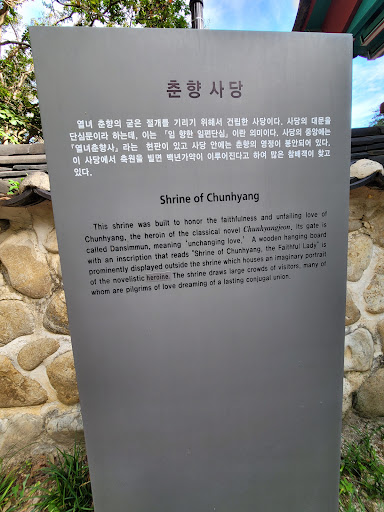 춘향 사당
열녀 춘향의 굳은 절개를 기리기 위해서 건립한 사당이다. 사당의 대문을
단심문이라 하는데, 이는 「임 향한 일편단심」이란 의미이다. 사당의 중앙에는
「열녀춘향사」라는 현판이 있고 사당 안에는 춘향의 영정이 봉안되어 있다.
이 사당에서 축원을 빌면 백년가약이 이루어진다고 하여 많은 참배객이 찾고
있다.
Shrine of Chunhyang
This shrine was built to honor the faithfulness and unfailing love of
Chunhyang, the heroin of the classical novel Chunhyangjeon, its gate is
called Dansimmun, meaning 'unchanging love.' A wooden hanging board
with an inscription that reads "Shrine of Chunhyang, the Faithful Lady" is
prominently displayed outside the shrine which houses an imaginary portrait
of the novelistic heroine. The shrine draws large crowds of visitors, many of
whom are pilgrims of love dreaming of a lasting conjugal union.